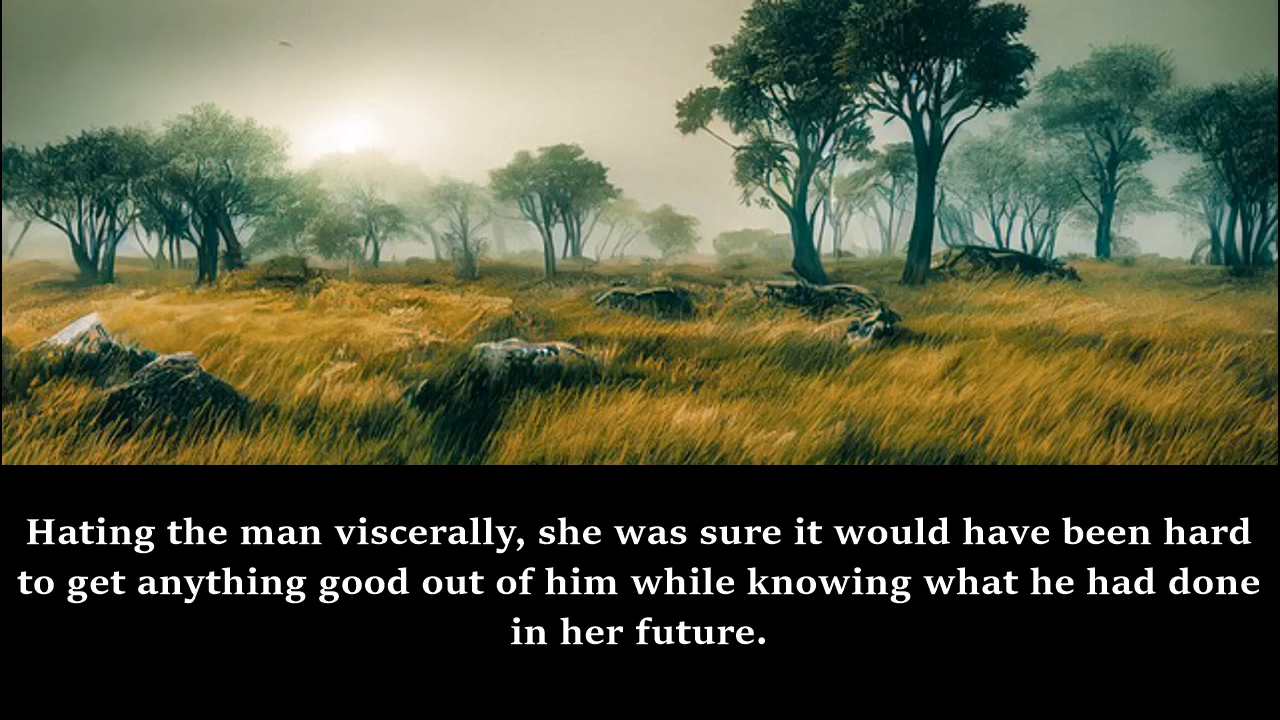 Hating the man viscerally, she was sure it would have been hard
to get anything good out of him while knowing what he had done
in her future.